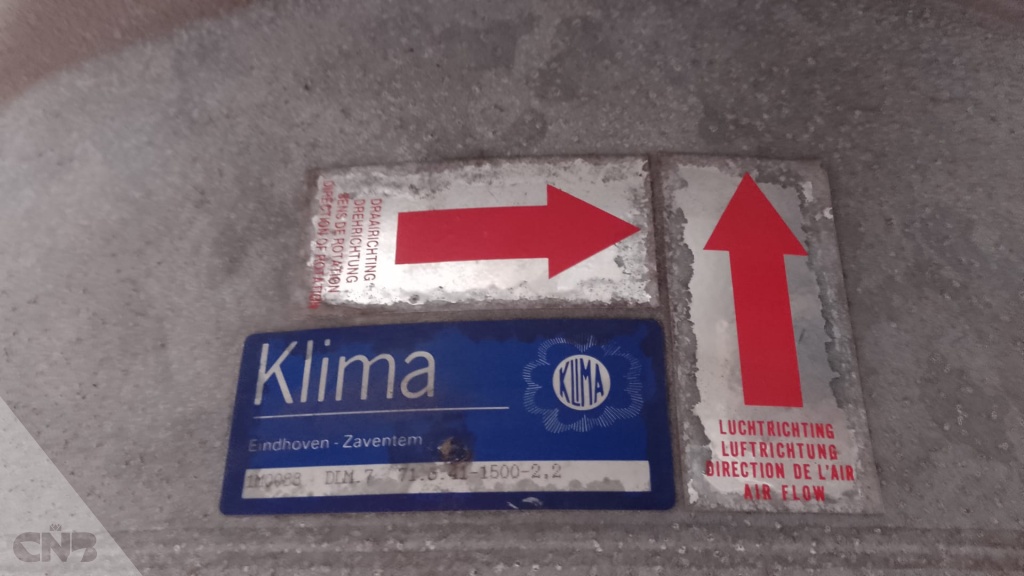 DRAAIRICHTING
DREHRICHTUNG
SENS DE ROTATION
DIRECTION OF ROTATION
Klima
KLIMA
Eindhoven - Zaventem
DLM.7
LUCHTRICHTING
LUFTRICHTUNG
DIRECTION DE L'AIR
AIR FLOW
CNB